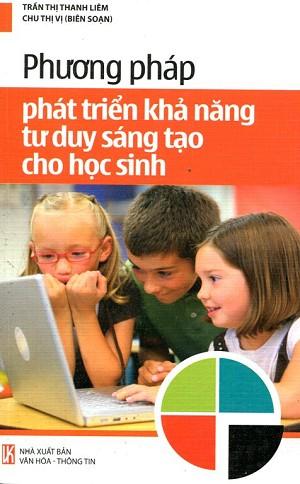 TRẦN THỊ THANH LIÊM
CHU THỊ VỊ (BIÊN SOẠN)
Phương pháp
phát triển khả năng
tư duy sáng tạo
cho học sinh
NHÀ XUẤT BẢN
VĂN HÓA - THÔNG TIN